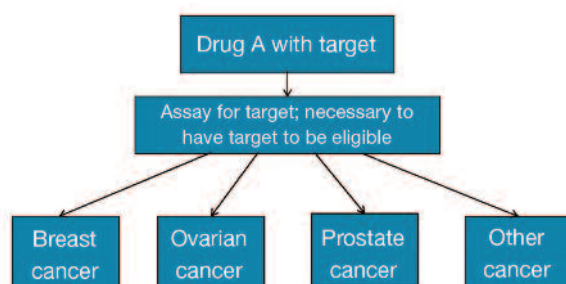 Drug A with target
Assay for target; necessary to
have target to be eligible
Breast
cancer
Ovarian
cancer
Prostate
cancer
Other
cancer